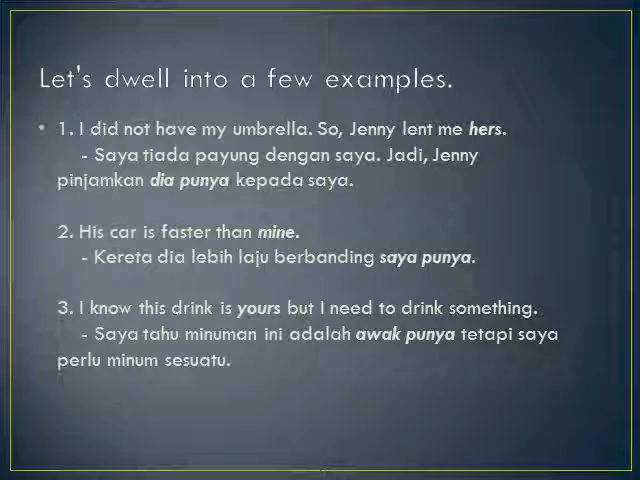 Let's dwell into a few examples.
• 1. I did not have my umbrella. So, Jenny lent me hers.
- Saya tiada payung dengan saya. Jadi, Jenny
pinjamkan dia punya kepada saya.
2. His car is faster than mine.
- Kereta dia lebih laju berbanding saya punya.
3. I know this drink is yours but I need to drink something.
- Saya tahu minuman ini adalah awak punya tetapi saya
perlu minum sesuatu.